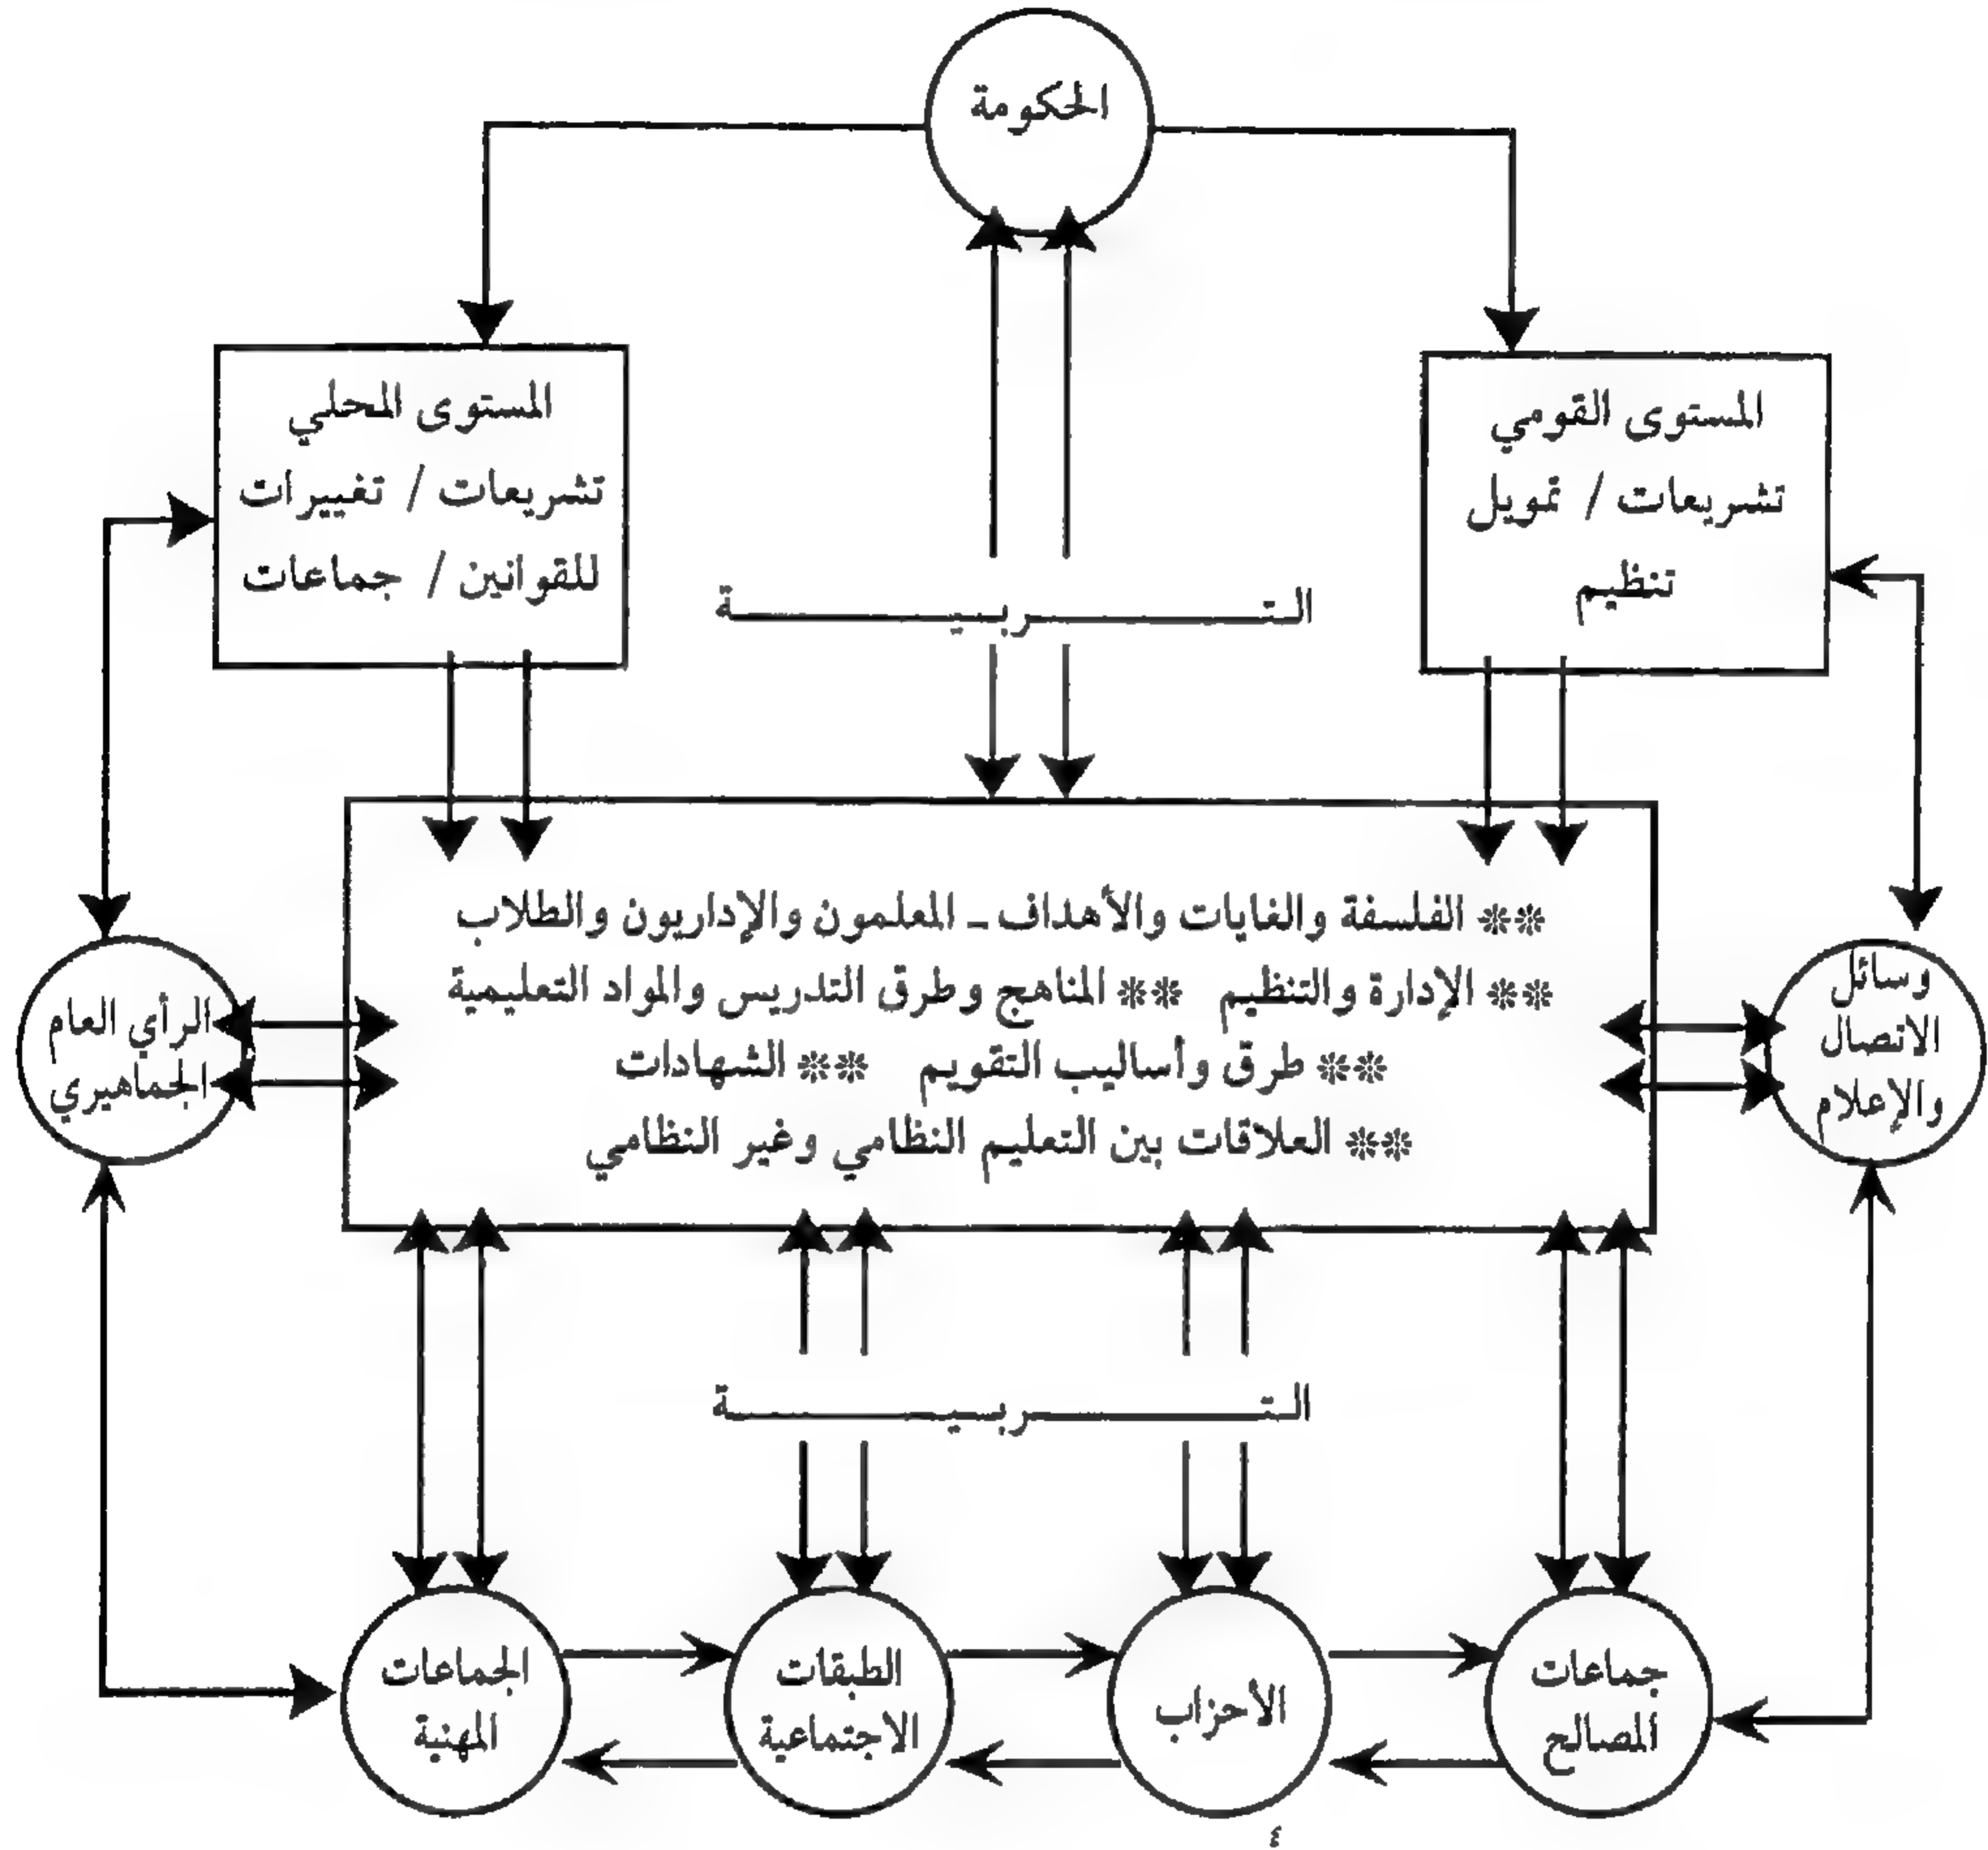 الحكومة
المستوى القومي
تشريعات / تمويل
تنظيم
المستوى المحلي
تشريعات / تغييرات
للقوانين / جماعات
التـــــــربيـــــــة
** الفلسفة والغايات والأهداف ـ المعلمون والإداريون والطلاب
** الإدارة والتنظيم ** المناهج وطرق التدريس والمواد التعليمية
** طرق وأساليب التقويم ** الشهادات
** العلاقات بين التعليم النظامي وغير النظامي
وسائل
الاتصال
والإعلام
الرأي العام
الجماهيري
التـــــــربيـــــــة
جماعات
المصالح
الأحزاب
الطبقات
الاجتماعية
الجماعات
المهنية
٤